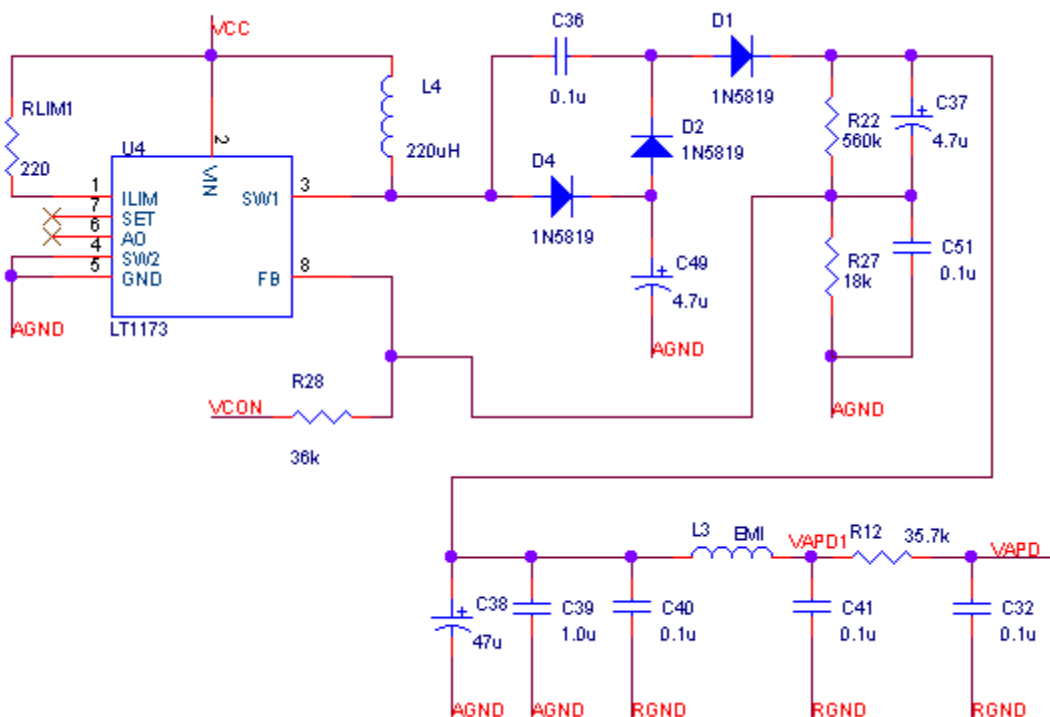 VCC
C36
D1
0.1u
1N5819
RLIM1
220
L4
220uH
R22
560k
C37
4.7u
D2
1N5819
U4
2
VIN
1
ILIM
SW1
3
7
SET
6
AO
4
SW2
5
GND
FB
8
LT1173
AGND
D4
1N5819
C49
4.7u
AGND
R27
18k
C51
0.1u
AGND
R28
VCON
36k
L3
EMI
VAPD1
R12
35.7k
VAPD
C38
47u
C39
1.0u
C40
0.1u
C41
0.1u
C32
0.1u
AGND
AGND
RGND
RGND
RGND